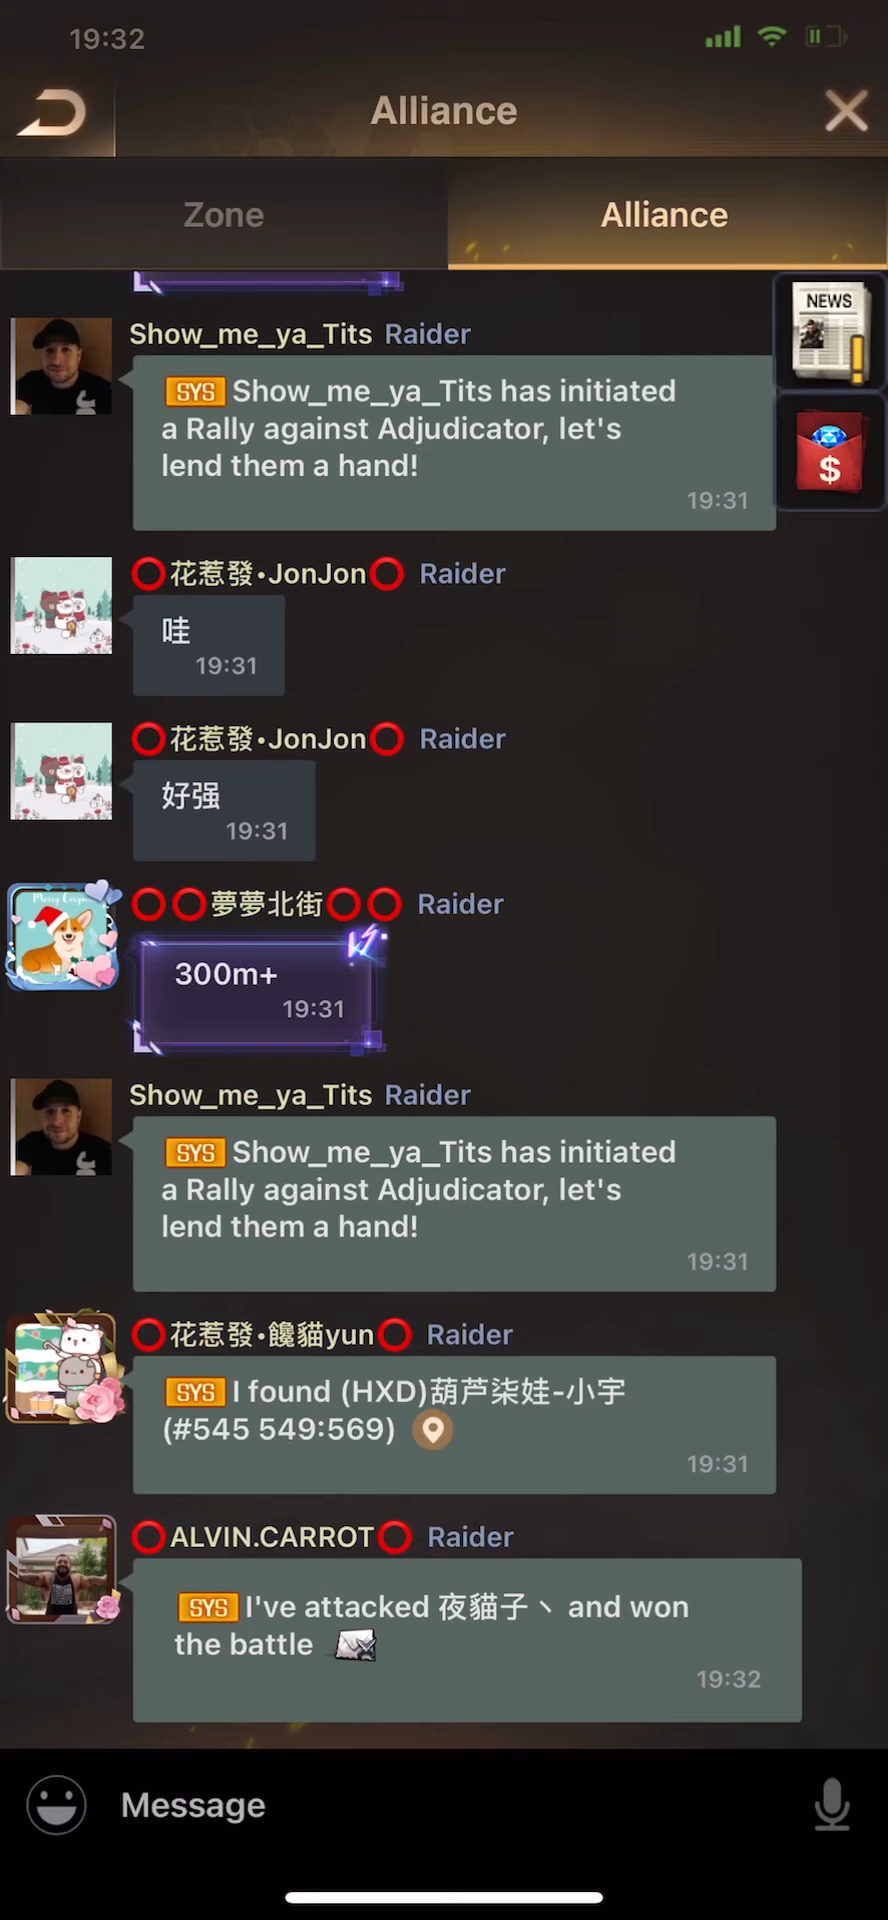 19:32
Alliance
Zone
Alliance
NEWS
$
Show_me_ya_Tits Raider
SYS Show_me_ya_Tits has initiated
a Rally against Adjudicator, let's
lend them a hand!
19:31
⭕花惹發•JonJon⭕ Raider
哇
19:31
⭕花惹發•JonJon⭕ Raider
好强
19:31
Merry Corgmas
⭕⭕夢夢北街⭕⭕ Raider
300m+
19:31
Show_me_ya_Tits Raider
SYS Show_me_ya_Tits has initiated
a Rally against Adjudicator, let's
lend them a hand!
19:31
⭕花惹發•饞貓yun⭕ Raider
SYS I found (HXD)葫芦柒娃-小宇
(#545 549:569)
19:31
⭕ALVIN.CARROT⭕ Raider
SYS I've attacked 夜貓子丶 and won
the battle
19:32
Message